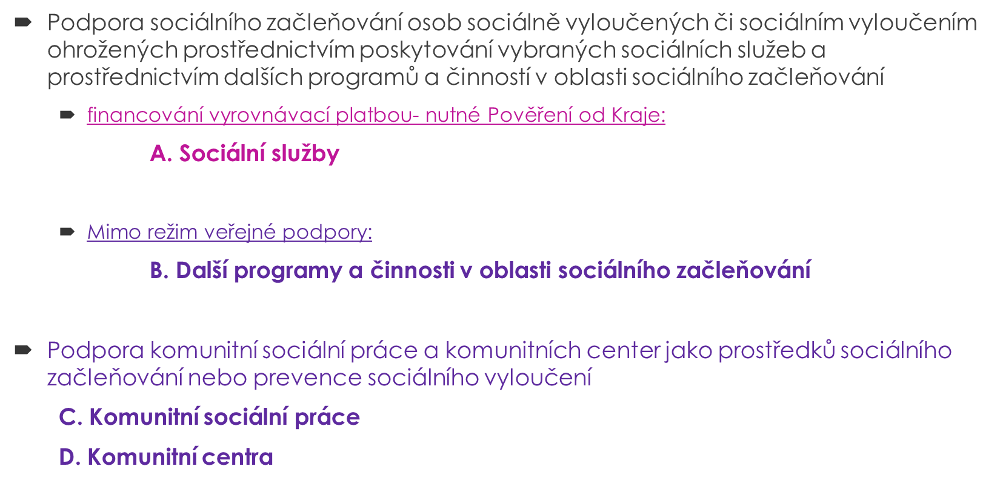 Podpora sociálního začleňování osob sociálně vyloučených či sociálním vyloučením
ohrožených prostřednictvím poskytování vybraných sociálních služeb a
prostřednictvím dalších programů a činností v oblasti sociálního začleňování
financování vyrovnávací platbou- nutné Pověření od Kraje:
A. Sociální služby
Mimo režim veřejné podpory:
B. Další programy a činnosti v oblasti sociálního začleňování
Podpora komunitní sociální práce a komunitních center jako prostředků sociálního
začleňování nebo prevence sociálního vyloučení
C. Komunitní sociální práce
D. Komunitní centra